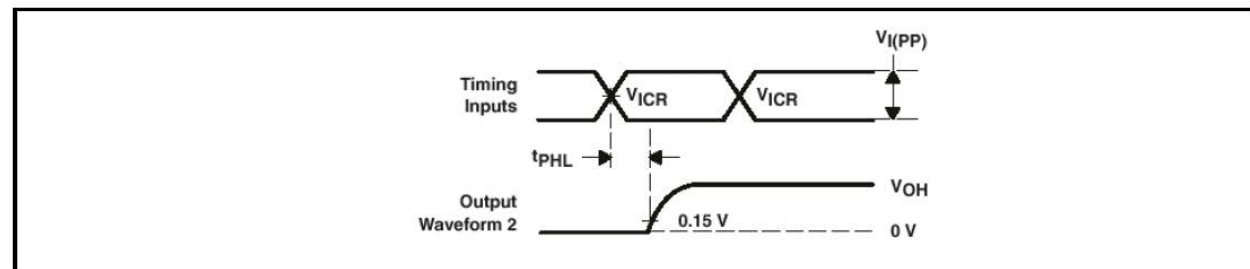 VI(PP)
Timing
Inputs
VICR
VICR
tPHL
Output
Waveform 2
VOH
0.15 V
0 V